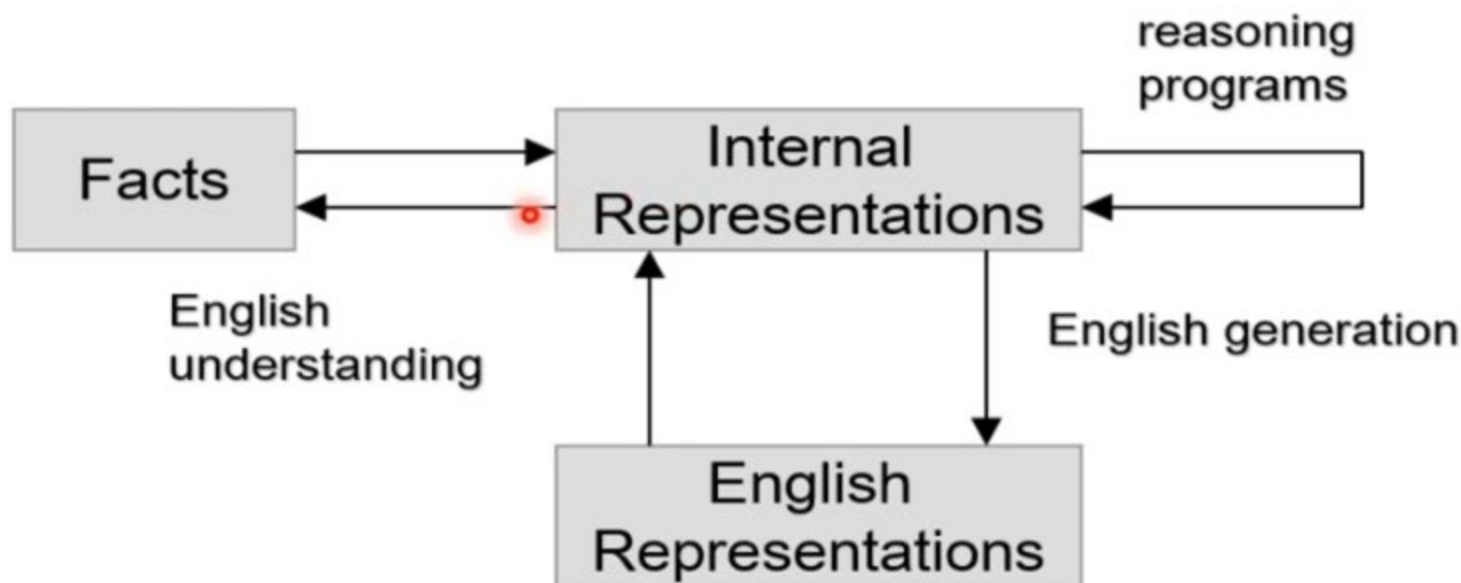 reasoning
programs
Facts
Internal
Representations
English
understanding
English generation
English
Representations